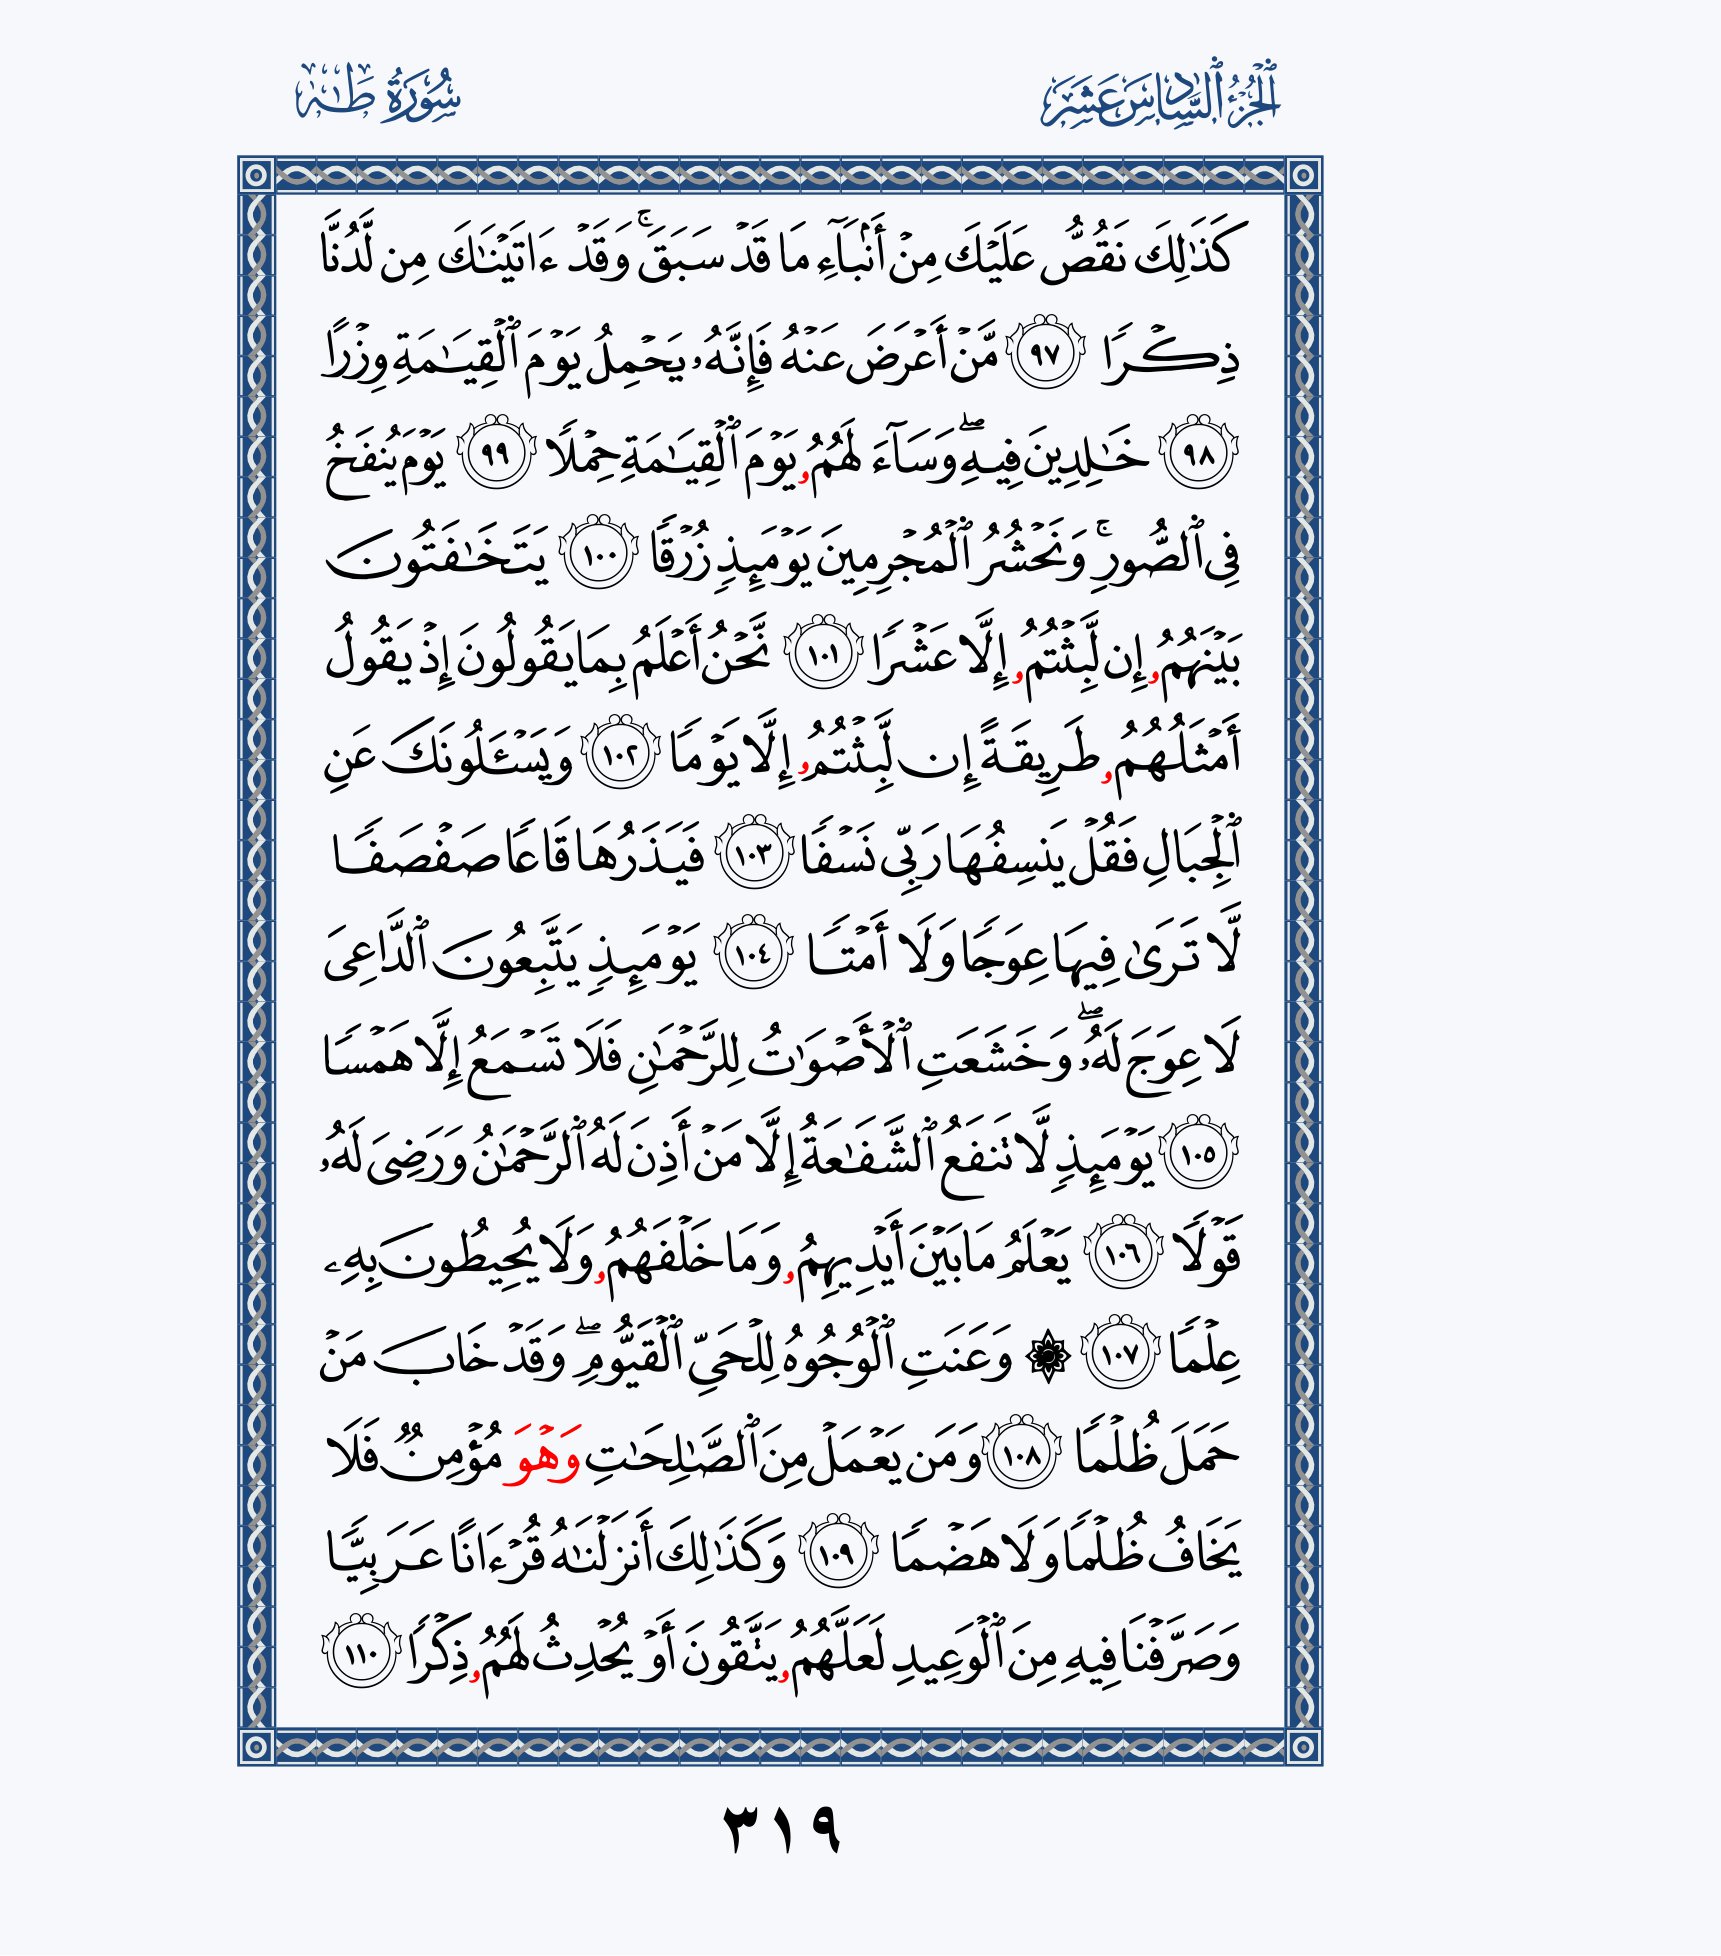 ٱلْجُزْءُ ٱلسَّادِسَ عَشَرَ
سُورَةُ طَهٰ
كَذَٰلِكَ نَقُصُّ عَلَيْكَ مِنْ أَنۢبَآءِ مَا قَدْ سَبَقَۚ وَقَدْ ءَاتَيْنَٰكَ مِن لَّدُنَّا
ذِكْرًا ٩٧ مَّنْ أَعْرَضَ عَنْهُ فَإِنَّهُۥ يَحْمِلُ يَوْمَ ٱلْقِيَٰمَةِ وِزْرًا
٩٨ خَٰلِدِينَ فِيهِۖ وَسَآءَ لَهُمُۥ يَوْمَ ٱلْقِيَٰمَةِ حِمْلًا ٩٩ يَوْمَ يُنفَخُ
فِى ٱلصُّورِۚ وَنَحْشُرُ ٱلْمُجْرِمِينَ يَوْمَئِذٍ زُرْقًا ١٠٠ يَتَخَٰفَتُونَ
بَيْنَهُمُۥ إِن لَّبِثْتُمُۥ إِلَّا عَشْرًا ١٠١ نَّحْنُ أَعْلَمُ بِمَا يَقُولُونَ إِذْ يَقُولُ
أَمْثَلُهُمُۥ طَرِيقَةً إِن لَّبِثْتُمُۥ إِلَّا يَوْمًا ١٠٢ وَيَسْـَٔلُونَكَ عَنِ
ٱلْجِبَالِ فَقُلْ يَنسِفُهَا رَبِّى نَسْفًا ١٠٣ فَيَذَرُهَا قَاعًا صَفْصَفًا
لَّا تَرَىٰ فِيهَا عِوَجًا وَلَا أَمْتًا ١٠٤ يَوْمَئِذٍ يَتَّبِعُونَ ٱلدَّاعِىَ
لَا عِوَجَ لَهُۥۖ وَخَشَعَتِ ٱلْأَصْوَٰتُ لِلرَّحْمَٰنِ فَلَا تَسْمَعُ إِلَّا هَمْسًا
١٠٥ يَوْمَئِذٍ لَّا تَنفَعُ ٱلشَّفَٰعَةُ إِلَّا مَنْ أَذِنَ لَهُ ٱلرَّحْمَٰنُ وَرَضِىَ لَهُۥ
قَوْلًا ١٠٦ يَعْلَمُ مَا بَيْنَ أَيْدِيهِمُۥ وَمَا خَلْفَهُمُۥ وَلَا يُحِيطُونَ بِهِۦ
عِلْمًا ١٠٧ ۞ وَعَنَتِ ٱلْوُجُوهُ لِلْحَىِّ ٱلْقَيُّومِۖ وَقَدْ خَابَ مَنْ
حَمَلَ ظُلْمًا ١٠٨ وَمَن يَعْمَلْ مِنَ ٱلصَّٰلِحَٰتِ وَهْوَ مُؤْمِنٌ فَلَا
يَخَافُ ظُلْمًا وَلَا هَضْمًا ١٠٩ وَكَذَٰلِكَ أَنزَلْنَٰهُ قُرْءَانًا عَرَبِيًّا
وَصَرَّفْنَا فِيهِ مِنَ ٱلْوَعِيدِ لَعَلَّهُمُۥ يَتَّقُونَ أَوْ يُحْدِثُ لَهُمُۥ ذِكْرًا ١١٠
٣١٩